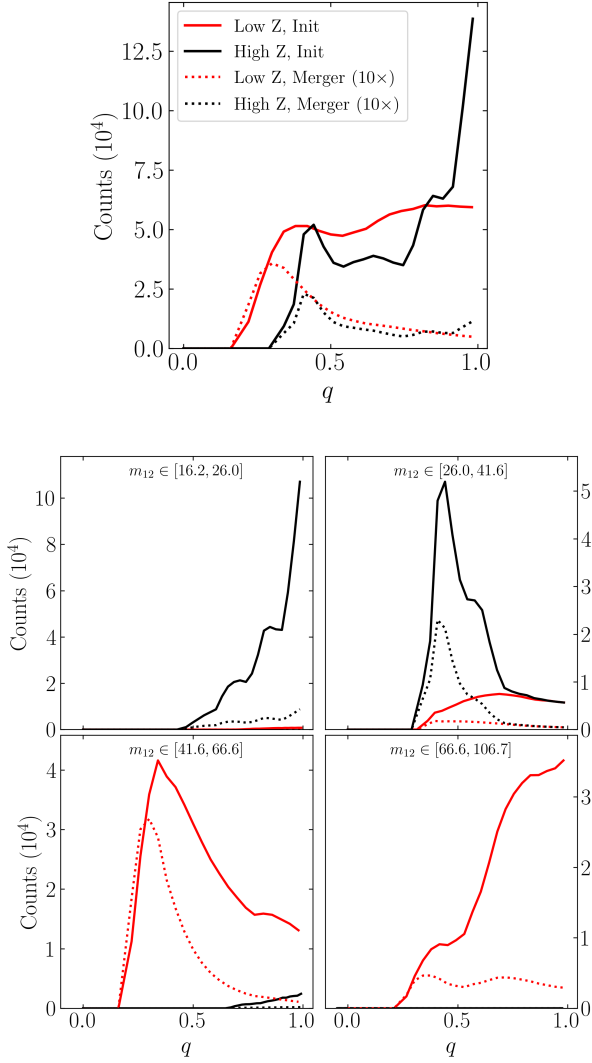 Low Z, Init
High Z, Init
Low Z, Merger (10×)
High Z, Merger (10×)
12.5
10.0
7.5
5.0
2.5
0.0
Counts (10⁴)
0.0 0.5 1.0
q
m₁₂ ∈ [16.2, 26.0]
10
8
6
4
2
0
Counts (10⁴)
m₁₂ ∈ [26.0, 41.6]
5
4
3
2
1
0
m₁₂ ∈ [41.6, 66.6]
4
3
2
1
0
Counts (10⁴)
0.0 0.5 1.0
q
m₁₂ ∈ [66.6, 106.7]
3
2
1
0
0.0 0.5 1.0
q